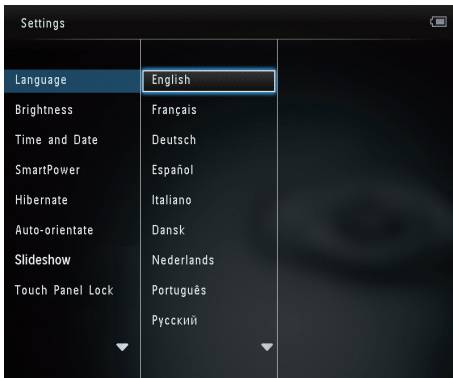 Settings
Language
Brightness
Time and Date
SmartPower
Hibernate
Auto-orientate
Slideshow
Touch Panel Lock
English
Français
Deutsch
Español
Italiano
Dansk
Nederlands
Português
Русский